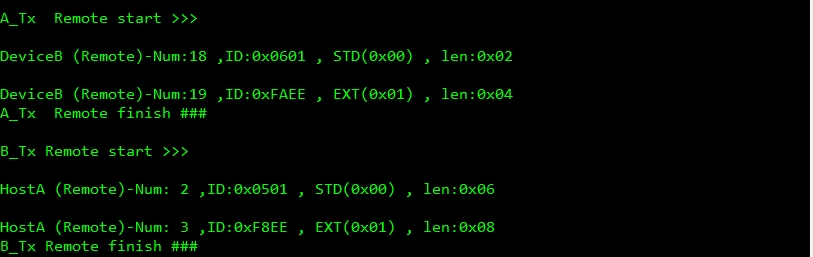 A_Tx  Remote start >>>
DeviceB (Remote)-Num:18 ,ID:0x0601 , STD(0x00) , len:0x02
DeviceB (Remote)-Num:19 ,ID:0xFAEE , EXT(0x01) , len:0x04
A_Tx  Remote finish ###
B_Tx Remote start >>>
HostA (Remote)-Num: 2 ,ID:0x0501 , STD(0x00) , len:0x06
HostA (Remote)-Num: 3 ,ID:0xF8EE , EXT(0x01) , len:0x08
B_Tx Remote finish ###